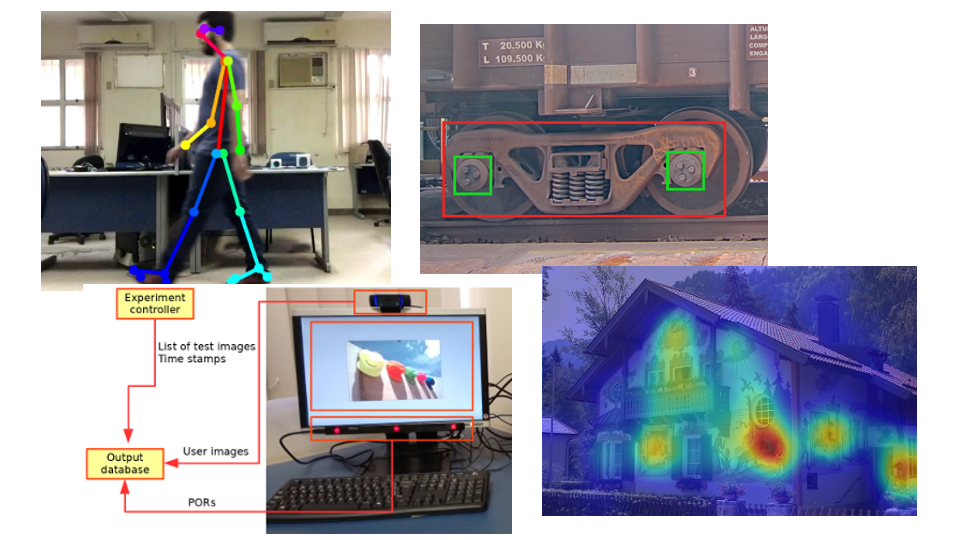 T 20.500 K
L 109.500 K
3
ALTU
LARG
COMP
ENGA
Experiment
controller
List of test images
Time stamps
Output
database
User images
PORs